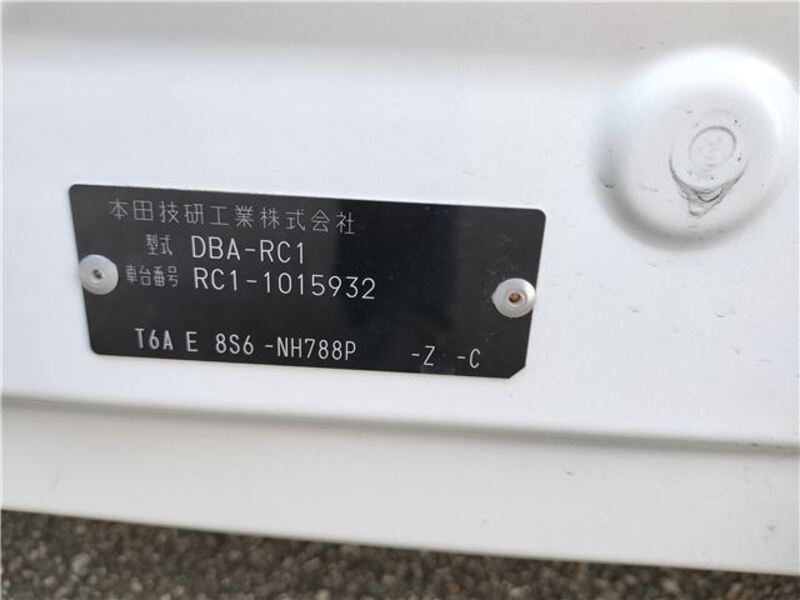 本田技研工業株式会社
型式 DBA-RC1
車台番号 RC1-1015932
T6A E 8S6 -NH788P -Z -C